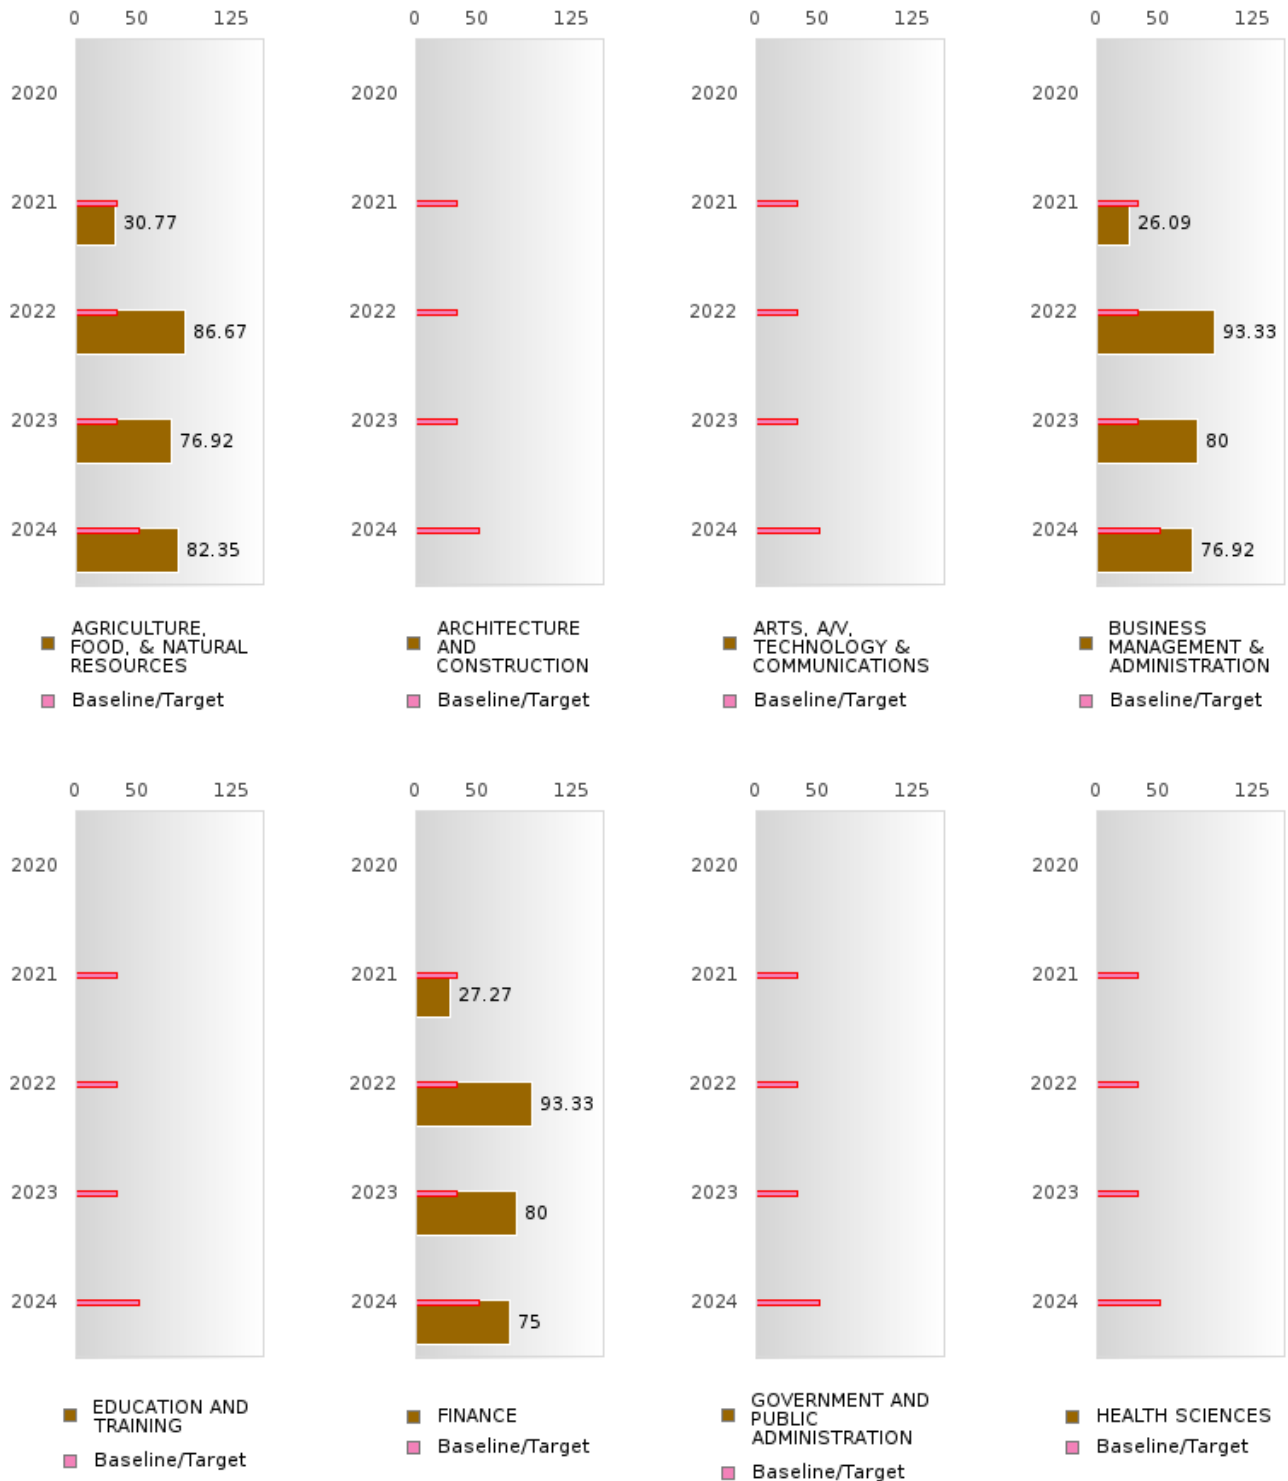 0 50 125 0 50 125 0 50 125 0 50 125
2020 2020 2020 2020
2021 2021 2021 2021
30.77 26.09
2022 2022 2022 2022
86.67 93.33
2023 2023 2023 2023
76.92 80
2024 2024 2024 2024
82.35 76.92
AGRICULTURE,
FOOD, & NATURAL
RESOURCES
Baseline/Target
ARCHITECTURE
AND
CONSTRUCTION
Baseline/Target
ARTS, A/V,
TECHNOLOGY &
COMMUNICATIONS
Baseline/Target
BUSINESS
MANAGEMENT &
ADMINISTRATION
Baseline/Target
0 50 125 0 50 125 0 50 125 0 50 125
2020 2020 2020 2020
2021 2021 2021 2021
27.27
2022 2022 2022 2022
93.33
2023 2023 2023 2023
80
2024 2024 2024 2024
75
EDUCATION AND
TRAINING
Baseline/Target
FINANCE
Baseline/Target
GOVERNMENT AND
PUBLIC
ADMINISTRATION
Baseline/Target
HEALTH SCIENCES
Baseline/Target